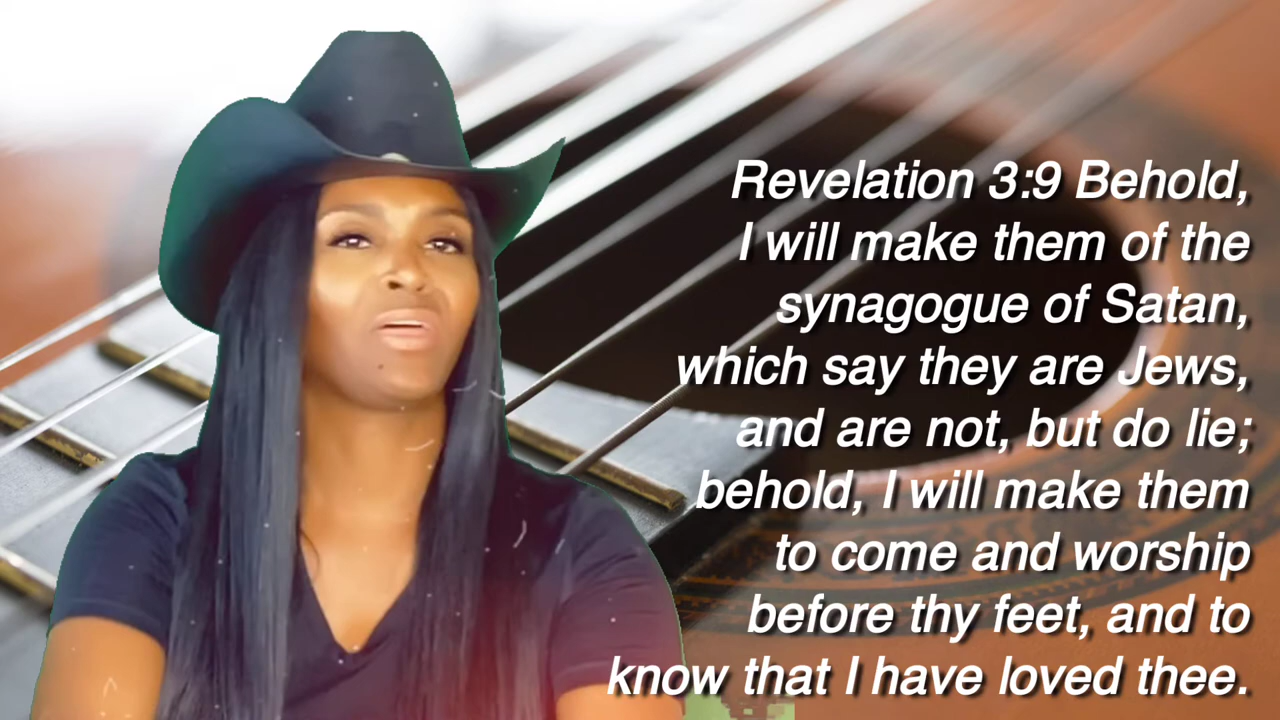 Revelation 3:9 Behold,
I will make them of the
synagogue of Satan,
which say they are Jews,
and are not, but do lie;
behold, I will make them
to come and worship
before thy feet, and to
know that I have loved thee.